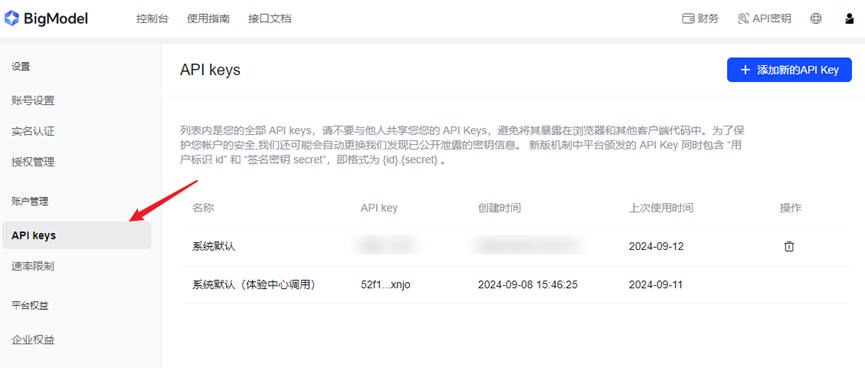 BigModel 控制台 使用指南 接口文档 财务 API密钥
设置
账号设置
实名认证
授权管理
账户管理
API keys
速率限制
平台权益
企业权益
API keys
+ 添加新的API Key
列表内是您的全部 API keys，请不要与他人共享您您的 API Keys，避免将其暴露在浏览器和其他客户端代码中。为了保
护您帐户的安全,我们还可能会自动更换我们发现已公开泄露的密钥信息。 新版机制中平台颁发的 API Key 同时包含 “用
户标识 id” 和 “签名密钥 secret”，即格式为 {id}.{secret} 。
名称 API key 创建时间 上次使用时间 操作
系统默认 2024-09-12
系统默认（体验中心调用） 52f1...xnjo 2024-09-08 15:46:25 2024-09-11